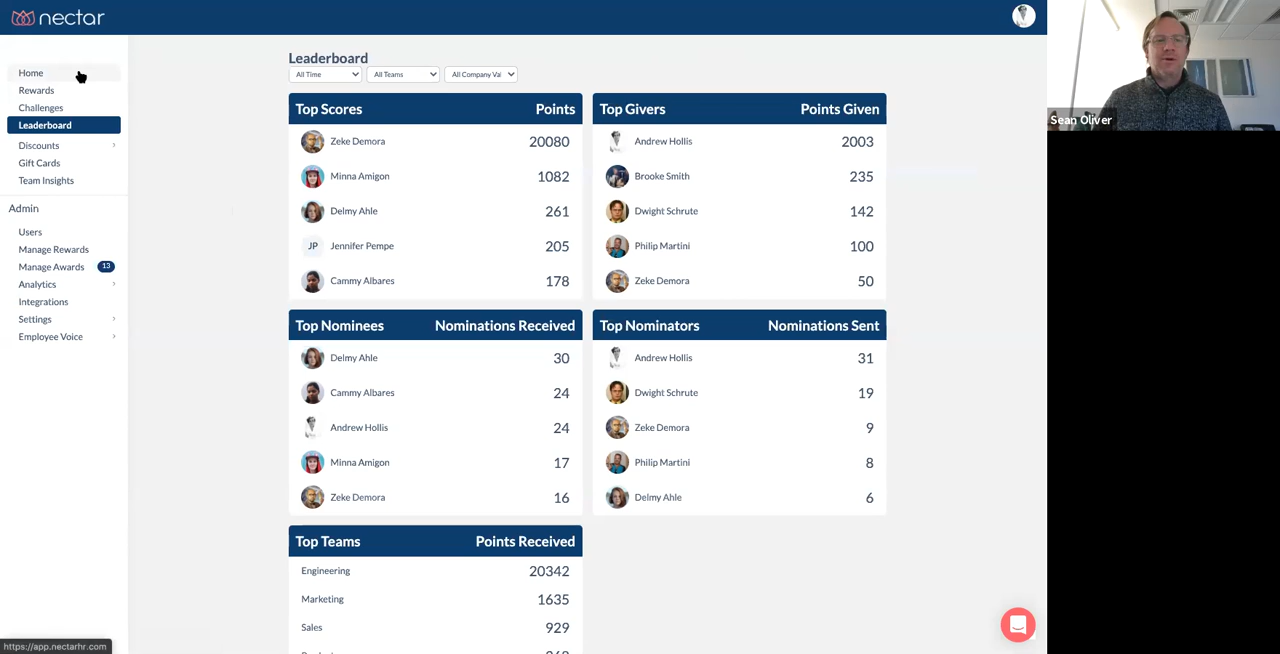 nectar
Home
Rewards
Challenges
Leaderboard
Discounts
Gift Cards
Team Insights
Admin
Users
Manage Rewards
Manage Awards 13
Analytics
Integrations
Settings
Employee Voice
https://app.nectarhr.com
Leaderboard
All Time All Teams All Company Val
Top Scores Points
Zeke Demora 20080
Minna Amigon 1082
Delmy Ahle 261
JP Jennifer Pempe 205
Cammy Albares 178
Top Givers Points Given
Andrew Hollis 2003
Brooke Smith 235
Dwight Schrute 142
Philip Martini 100
Zeke Demora 50
Top Nominees Nominations Received
Delmy Ahle 30
Cammy Albares 24
Andrew Hollis 24
Minna Amigon 17
Zeke Demora 16
Top Nominators Nominations Sent
Andrew Hollis 31
Dwight Schrute 19
Zeke Demora 9
Philip Martini 8
Delmy Ahle 6
Top Teams Points Received
Engineering 20342
Marketing 1635
Sales 929
Sean Oliver